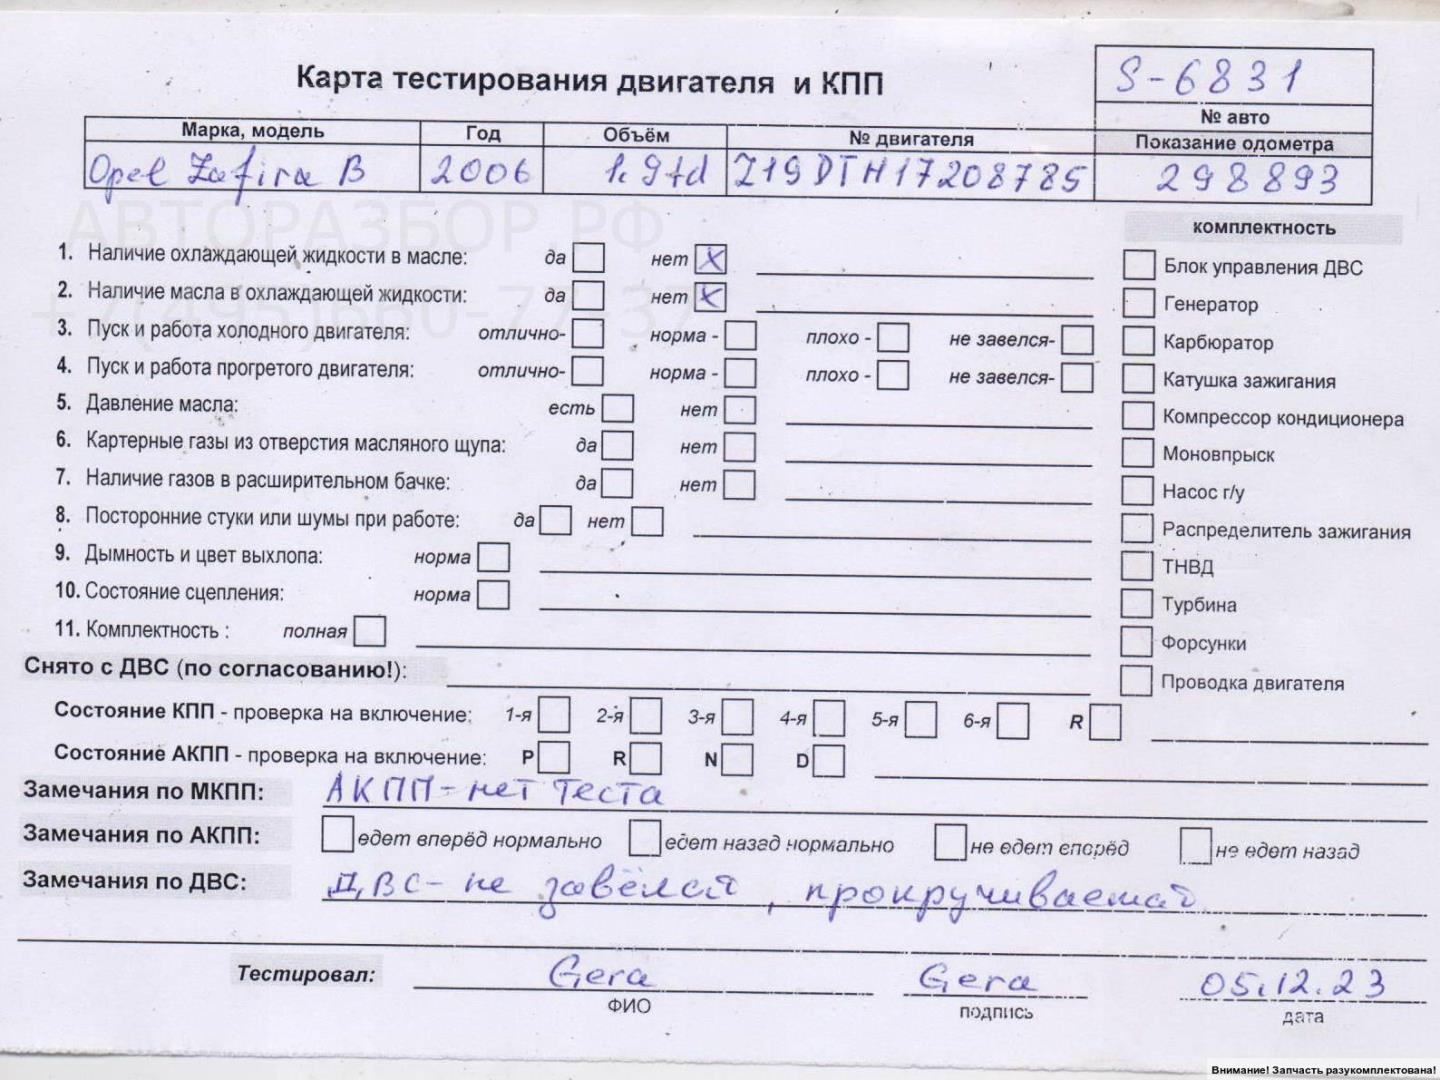 Карта тестирования двигателя и КПП
S-6831
№ авто
Марка, модель Год Объём № двигателя Показание одометра
Opel Zafira B 2006 1.9td Z19DTH17208785 298893
АВТОРАЗБОР.РФ
+7(495)660-77-37
комплектность
1. Наличие охлаждающей жидкости в масле: да нет X
Блок управления ДВС
2. Наличие масла в охлаждающей жидкости: да нет X
Генератор
3. Пуск и работа холодного двигателя: отлично- норма - плохо - не завелся-
Карбюратор
4. Пуск и работа прогретого двигателя: отлично- норма - плохо - не завелся-
Катушка зажигания
5. Давление масла: есть нет
Компрессор кондиционера
6. Картерные газы из отверстия масляного щупа: да нет
Моновпрыск
7. Наличие газов в расширительном бачке: да нет
Насос г/у
8. Посторонние стуки или шумы при работе: да нет
Распределитель зажигания
9. Дымность и цвет выхлопа: норма
ТНВД
10. Состояние сцепления: норма
Турбина
11. Комплектность : полная
Форсунки
Снято с ДВС (по согласованию!):
Проводка двигателя
Состояние КПП - проверка на включение: 1-я 2-я 3-я 4-я 5-я 6-я R
Состояние АКПП - проверка на включение: P R N D
Замечания по МКПП: АКПП-нет теста
Замечания по АКПП: едет вперёд нормально едет назад нормально не едет вперёд не едет назад
Замечания по ДВС: ДВС- не завёлся, прокручивается
Тестировал: Gera Gera 05.12.23
ФИО подпись дата
Внимание! Запчасть разукомплектована!